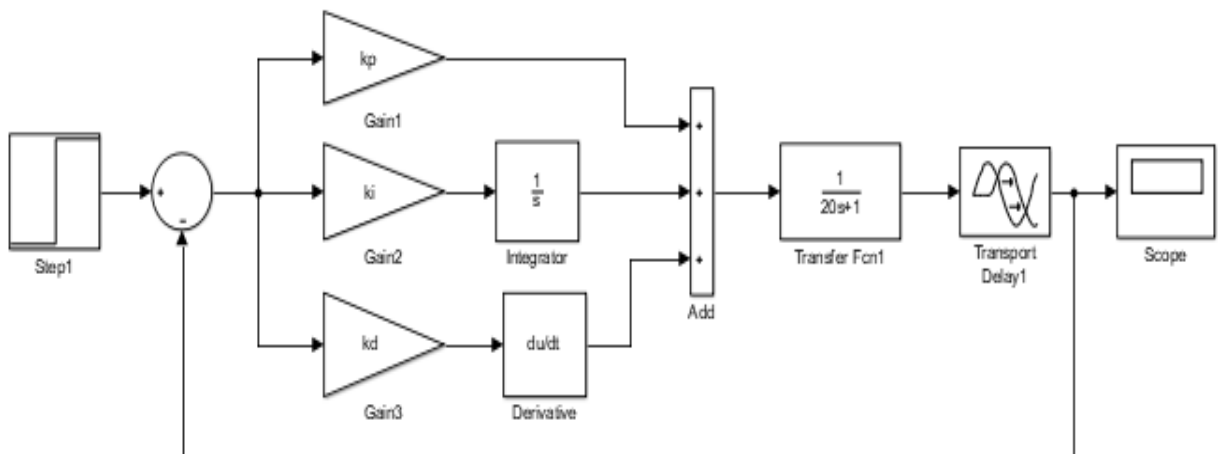 kp
Gain1
+
-
Step1
ki
Gain2
1
s
Integrator
kd
Gain3
du/dt
Derivative
+
+
+
Add
1
20s+1
Transfer Fcn1
Transport
Delay1
Scope